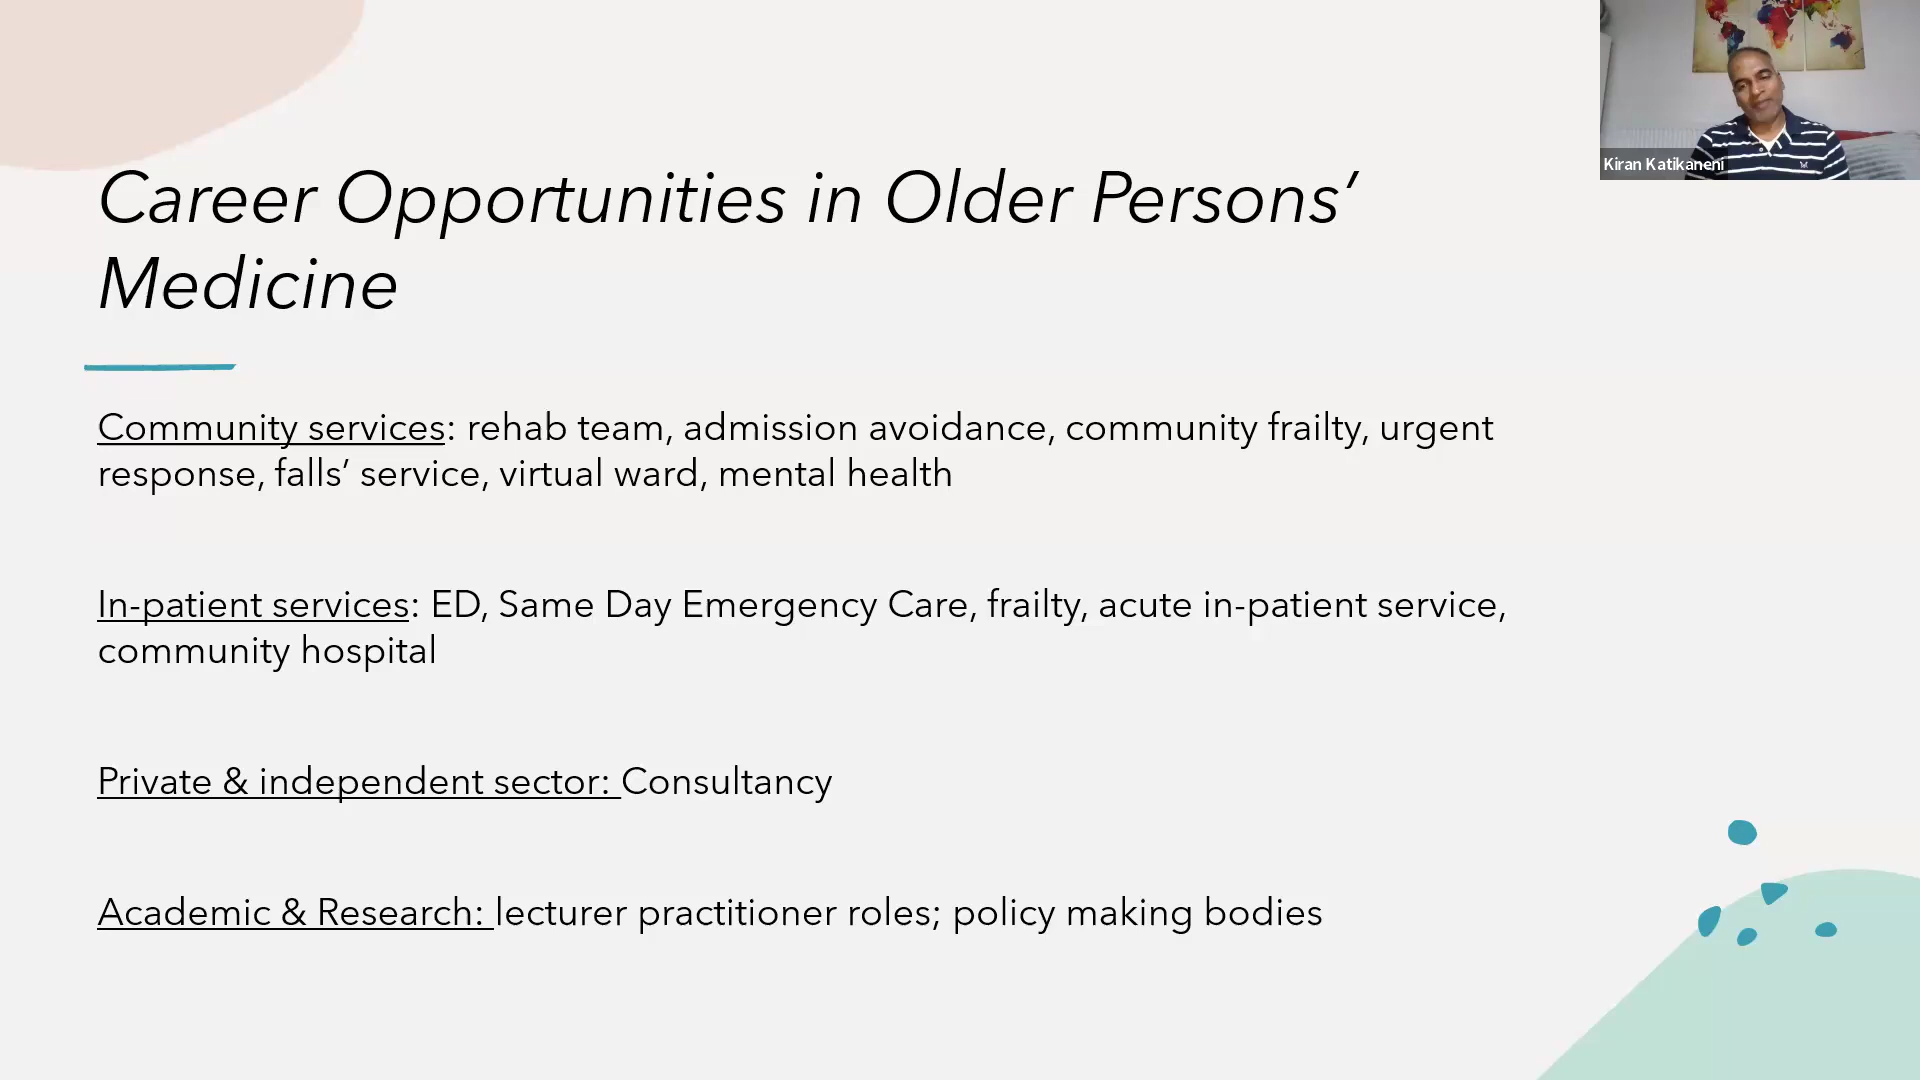 Kiran Katikaneni
Career Opportunities in Older Persons’
Medicine
Community services: rehab team, admission avoidance, community frailty, urgent
response, falls’ service, virtual ward, mental health
In-patient services: ED, Same Day Emergency Care, frailty, acute in-patient service,
community hospital
Private & independent sector: Consultancy
Academic & Research: lecturer practitioner roles; policy making bodies